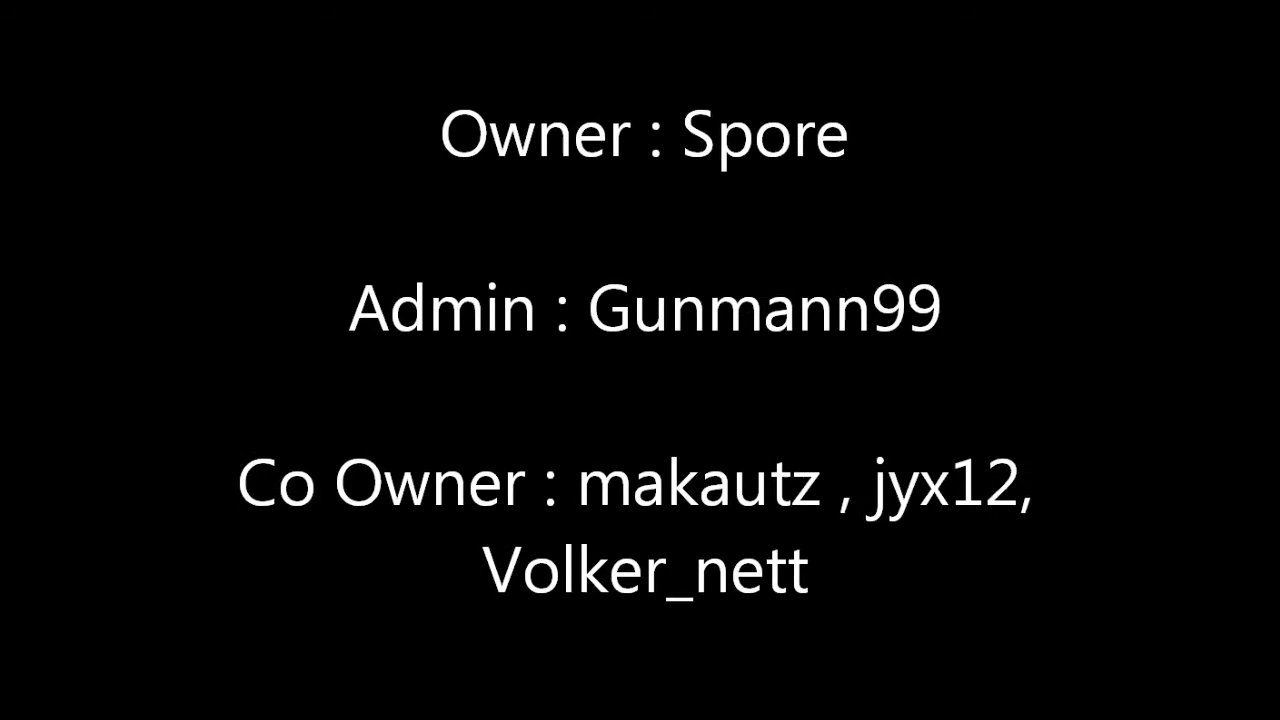 Owner : Spore
Admin : Gunmann99
Co Owner : makautz , jyx12,
Volker_nett